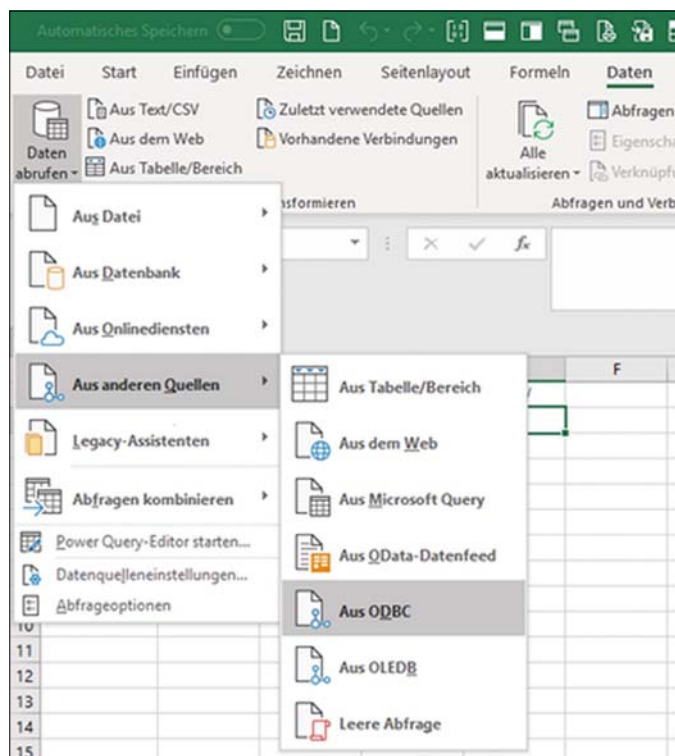 Automatisches Speichern
Datei Start Einfügen Zeichnen Seitenlayout Formeln Daten
Aus Text/CSV Zuletzt verwendete Quellen Abfragen
Daten Aus dem Web Vorhandene Verbindungen Alle
abrufen Aus Tabelle/Bereich aktualisieren
Abfragen und Verb
Aus Datei
Aus Datenbank
fx
Aus Onlinediensten
Aus anderen Quellen
F
Legacy-Assistenten
Abfragen kombinieren
Power Query-Editor starten...
Datenquelleneinstellungen...
Abfrageoptionen
Aus Tabelle/Bereich
Aus dem Web
Aus Microsoft Query
Aus OData-Datenfeed
Aus ODBC
Aus OLEDB
Leere Abfrage
10
11
12
13
14
15